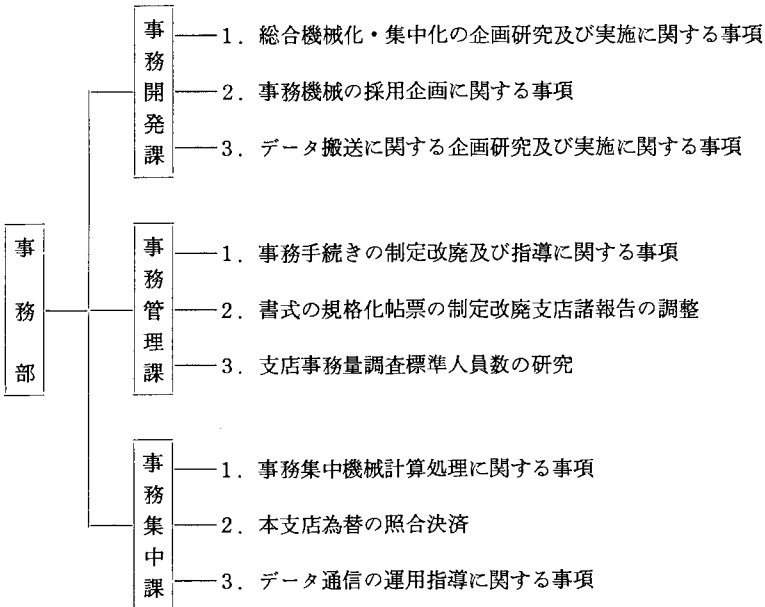 事務部
事務開発課
1. 総合機械化・集中化の企画研究及び実施に関する事項
2. 事務機械の採用企画に関する事項
3. データ搬送に関する企画研究及び実施に関する事項
事務管理課
1. 事務手続きの制定改廃及び指導に関する事項
2. 書式の規格化帖票の制定改廃支店諸報告の調整
3. 支店事務量調査標準人員数の研究
事務集中課
1. 事務集中機械計算処理に関する事項
2. 本支店為替の照合決済
3. データ通信の運用指導に関する事項